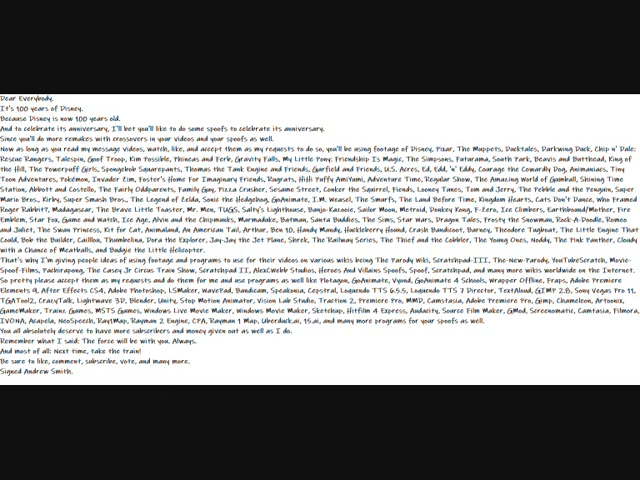 Dear Everybody.
It's 100 years of Disney.
Because Disney is now 100 years old.
And to celebrate its anniversary, I'll bet you'll like to do some spoofs to celebrate its anniversary.
Since you'll do more remakes with crossovers in your videos and your spoofs as well.
Now as long as you read my message videos, watch, like, and accept them as my requests to do so, you'll be using footage of Disney, Pixar, The Muppets, Ducktales, Darkwing Duck, Chip n' Dale:
Rescue Rangers, Talespin, Goof Troop, Kim Possible, Phineas and Ferb, Gravity Falls, My Little Pony: Friendship Is Magic, The Simpsons, Futurama, South Park, Beavis and Butthead, King of
the Hill, The Powerpuff Girls, Spongebob Squarepants, Thomas the Tank Engine and Friends, Garfield and Friends, U.S. Acres, Ed, Edd, 'n' Eddy, Courage the Cowardly Dog, Animaniacs, Tiny
Toon Adventures, Pokémon, Invader Zim, Foster's Home For Imaginary Friends, Rugrats, HiHi Puffy AmiYumi, Adventure Time, Regular Show, The Amazing World of Gumball, Shining Time
Station, Abbott and Costello, The Fairly Oddparents, Family Guy, Pizza Crusher, Sesame Street, Conker the Squirrel, Fiends, Looney Tunes, Tom and Jerry, The Pebble and the Penguin, Super
Mario Bros., Kirby, Super Smash Bros., The Legend of Zelda, Sonic the Hedgehog, GoAnimate, I.M. Weasel, The Smurfs, The Land Before Time, Kingdom Hearts, Cats Don't Dance, Who Framed
Roger Rabbit?, Madagascar, The Brave Little Toaster, Mr. Men, TUGS, Salty's Lighthouse, Banjo-Kazooie, Sailor Moon, Metroid, Donkey Kong, F-Zero, Ice Climbers, Earthbound/Mother, Fire
Emblem, Star Fox, Game and Watch, Ice Age, Alvin and the Chipmunks, Marmaduke, Batman, Santa Buddies, The Sims, Star Wars, Dragon Tales, Frosty the Snowman, Rock-A-Doodle, Romeo
and Juliet, The Swan Princess, Kit for Cat, Animaland, An American Tail, Arthur, Ben 10, Handy Mandy, Huckleberry Hound, Crash Bandicoot, Barney, Theodore Tugboat, The Little Engine That
Could, Bob the Builder, Caillou, Thumbelina, Dora the Explorer, Jay-Jay the Jet Plane, Shrek, The Railway Series, The Thief and the Cobbler, The Young Ones, Noddy, The Pink Panther, Cloudy
with a Chance of Meatballs, and Budgie the Little Helicopter.
That's why I'm giving people ideas of using footage and programs to use for their videos on various wikis being The Parody Wiki, Scratchpad-III, The-New-Parody, YouTubeScratch, Movie-
Spoof-Films, Pachirapong, The Casey Jr Circus Train Show, Scratchpad II, AlexCWebb Studios, Heroes And Villains Spoofs, Spoof, Scratchpad, and many more wikis worldwide on the Internet.
So pretty please accept them as my requests and do them for me and use programs as well like Plotagon, GoAnimate, Vyond, GoAnimate 4 Schools, Wrapper Offline, Fraps, Adobe Premiere
Elements 9, After Effects CS4, Adobe Photoshop, LSMaker, WavePad, Bandicam, Speakonia, Cepstral, Loquendo TTS 6.5.5, Loquendo TTS 7 Director, TextAloud, GIMP 2.8, Sony Vegas Pro 11,
TGATool2, CrazyTalk, Lightwave 3D, Blender, Unity, Stop Motion Animator, Vision Lab Studio, Traction 2, Premiere Pro, MMD, Camstasia, Adobe Premiere Pro, Gimp, Chameleon, Artoonix,
GameMaker, Trainz Games, MSTS Games, Windows Live Movie Maker, Windows Movie Maker, Sketchup, Hitfilm 4 Express, Audacity, Source Film Maker, GMod, Screenomatic, Camtasia, Filmora,
IVONA, Acapela, NeoSpeech, Ray1Map, Rayman 2 Engine, CPA, Rayman 1 Map, Uberduck.ai, 15.ai, and many more programs for your spoofs as well.
You all absolutely deserve to have more subscribers and money given out as well as I do.
Remember what I said: The force will be with you. Always.
And most of all: Next time, take the train!
Be sure to like, comment, subscribe, vote, and many more.
Signed Andrew Smith.